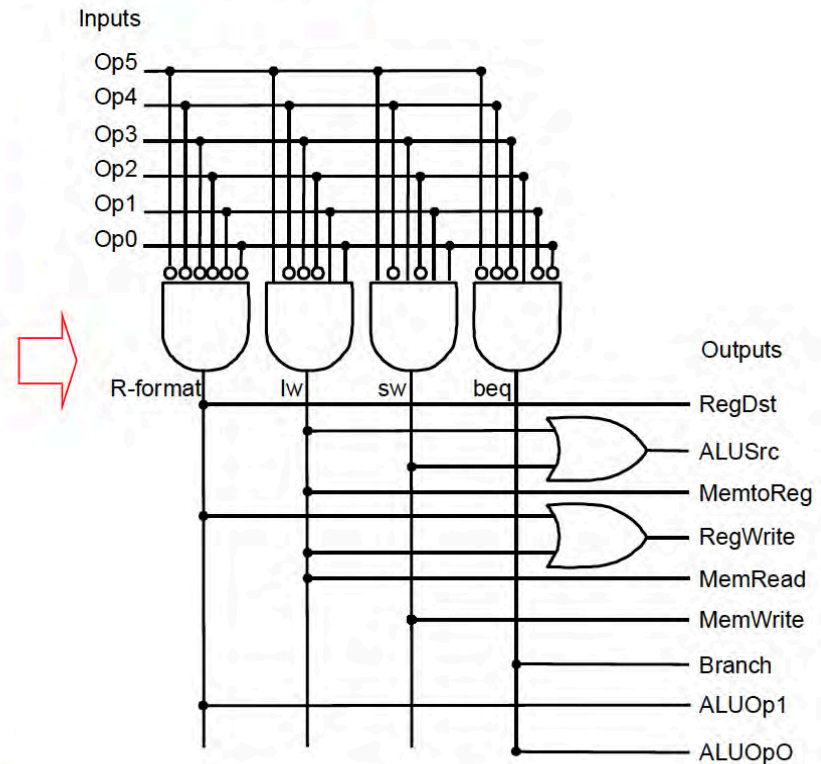 Inputs
Op5
Op4
Op3
Op2
Op1
Op0
Outputs
R-format lw sw beq
RegDst
ALUSrc
MemtoReg
RegWrite
MemRead
MemWrite
Branch
ALUOp1
ALUOpO